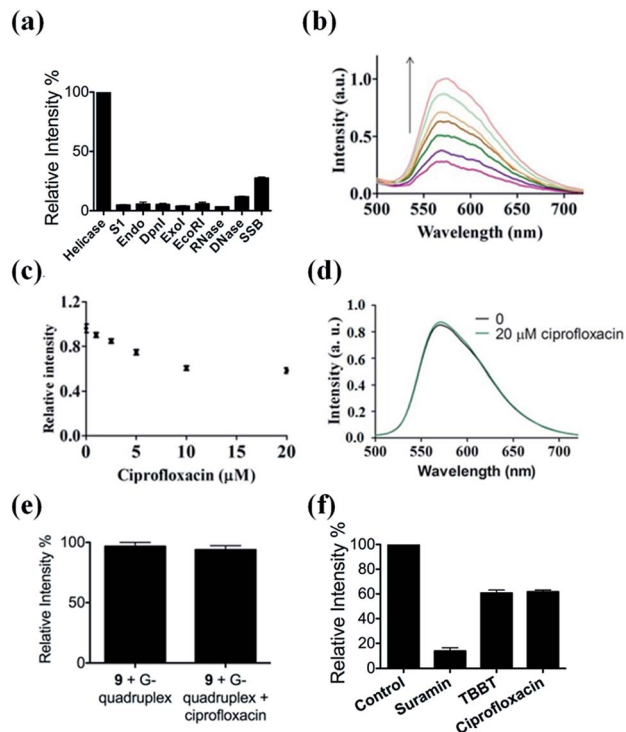 (a)
Relative Intensity %
100
50
0
Helicase
S1
Endo
DpnI
ExoI
EcoRI
RNase
DNase
SSB
(b)
Intensity (a.u.)
1.0
0.5
0.0
500 550 600 650 700
Wavelength (nm)
(c)
Relative intensity
1.2
0.8
0.4
0.0
0 5 10 15 20
Ciprofloxacin (µM)
(d)
Intensity (a. u.)
1.0
0.8
0.6
0.4
0.2
0.0
0
20 µM ciprofloxacin
500 550 600 650 700
Wavelength (nm)
(e)
Relative Intensity %
100
50
0
9 + G-
quadruplex
9 + G-
quadruplex +
ciprofloxacin
(f)
Relative Intensity %
100
80
60
40
20
0
Control
Suramin
TBBT
Ciprofloxacin